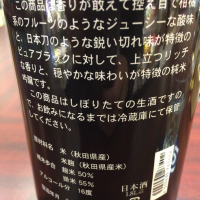 この商品は香りが敢えて控え目で柑橘
系のフルーツのようなジューシーな酸味
と、日本刀のような鋭い切れ味が特徴の
ピュアブラックに対し、上立つリッチ
な香りと、穏やかな味わいが特徴の純米
吟醸です。
この商品はしぼりたての生酒ですの
で、お飲みになるまでは冷蔵庫にて保管
してください。
原材料名 米（秋田県産）
米麹（秋田県産米）
精米歩合 麹米 50%
掛米 55%
アルコール分 16度
日本酒